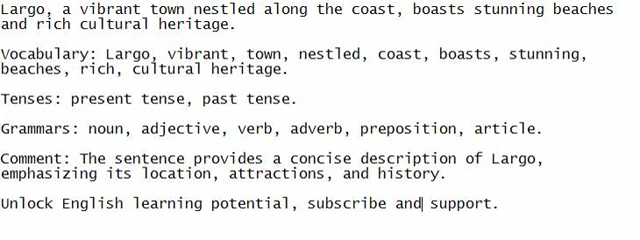 Largo, a vibrant town nestled along the coast, boasts stunning beaches
and rich cultural heritage.
Vocabulary: Largo, vibrant, town, nestled, coast, boasts, stunning,
beaches, rich, cultural heritage.
Tenses: present tense, past tense.
Grammars: noun, adjective, verb, adverb, preposition, article.
Comment: The sentence provides a concise description of Largo,
emphasizing its location, attractions, and history.
Unlock English learning potential, subscribe and support.